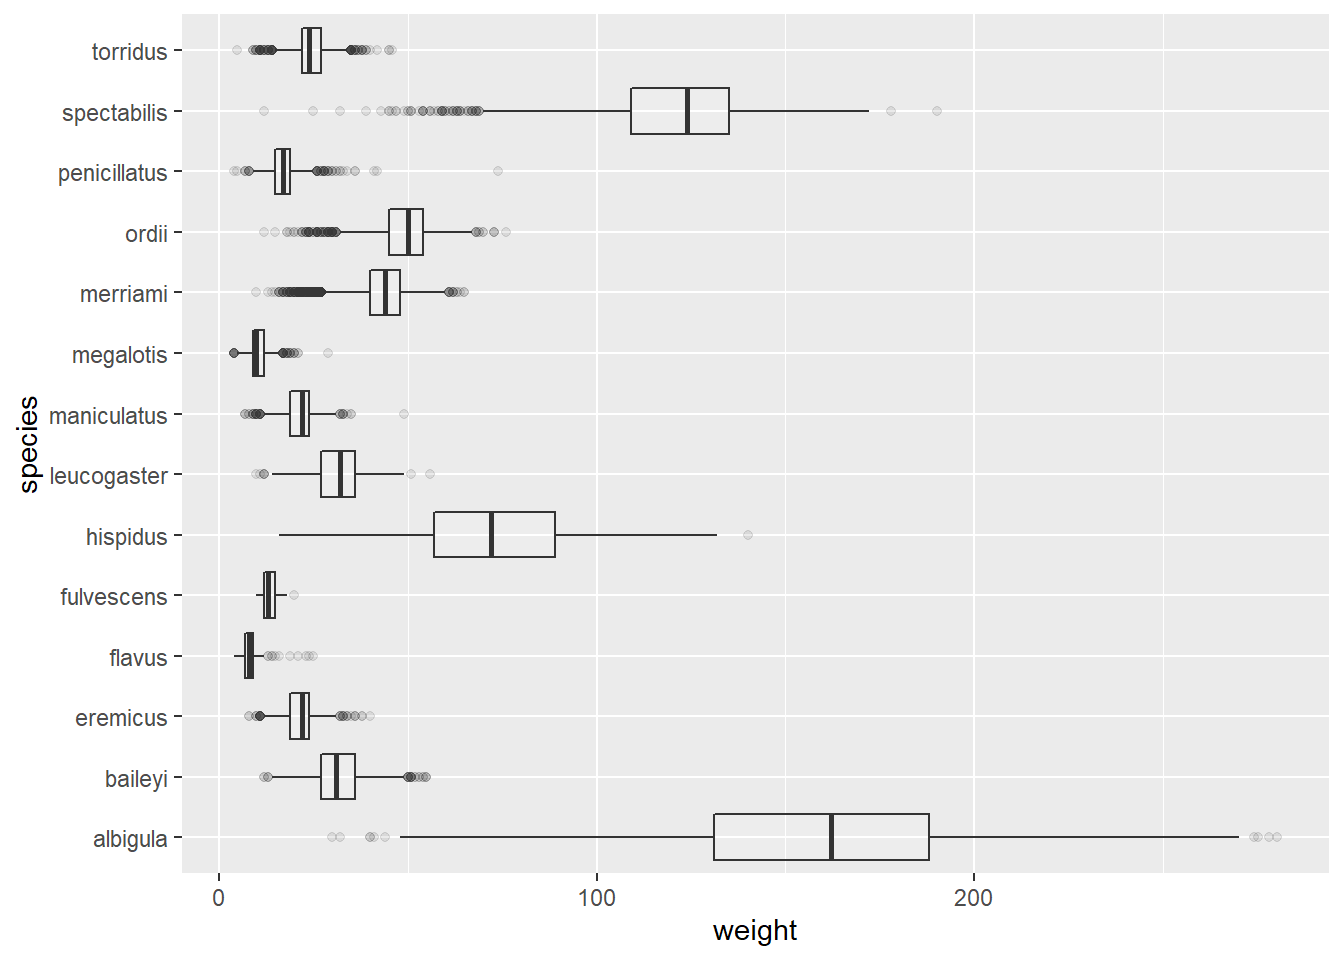 species
torridus
spectabilis
penicillatus
ordii
merriami
megalotis
maniculatus
leucogaster
hispidus
fulvescens
flavus
eremicus
baileyi
albigula
0 100 200
weight